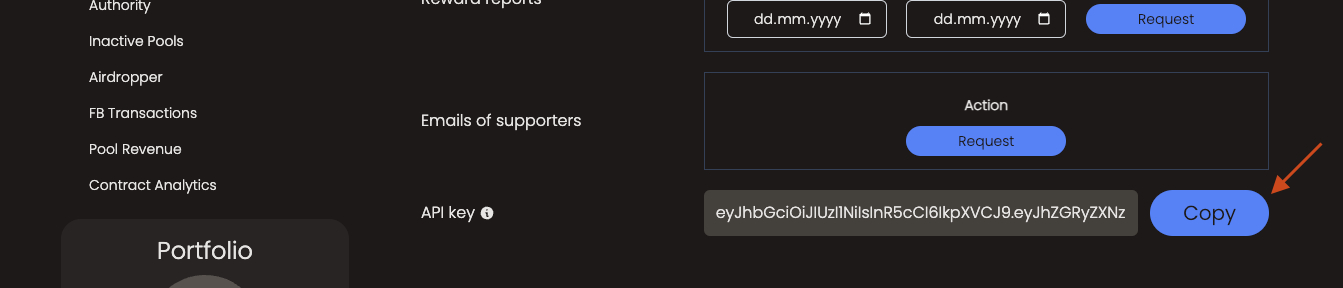 Authority
Inactive Pools
Airdropper
FB Transactions
Pool Revenue
Contract Analytics
Portfolio
Reward reports
dd.mm.yyyy
dd.mm.yyyy
Request
Emails of supporters
Action
Request
API key
eyJhbGciOiJIUzI1NiIsInR5cCI6IkpXVCJ9.eyJhZGRyZXNz
Copy